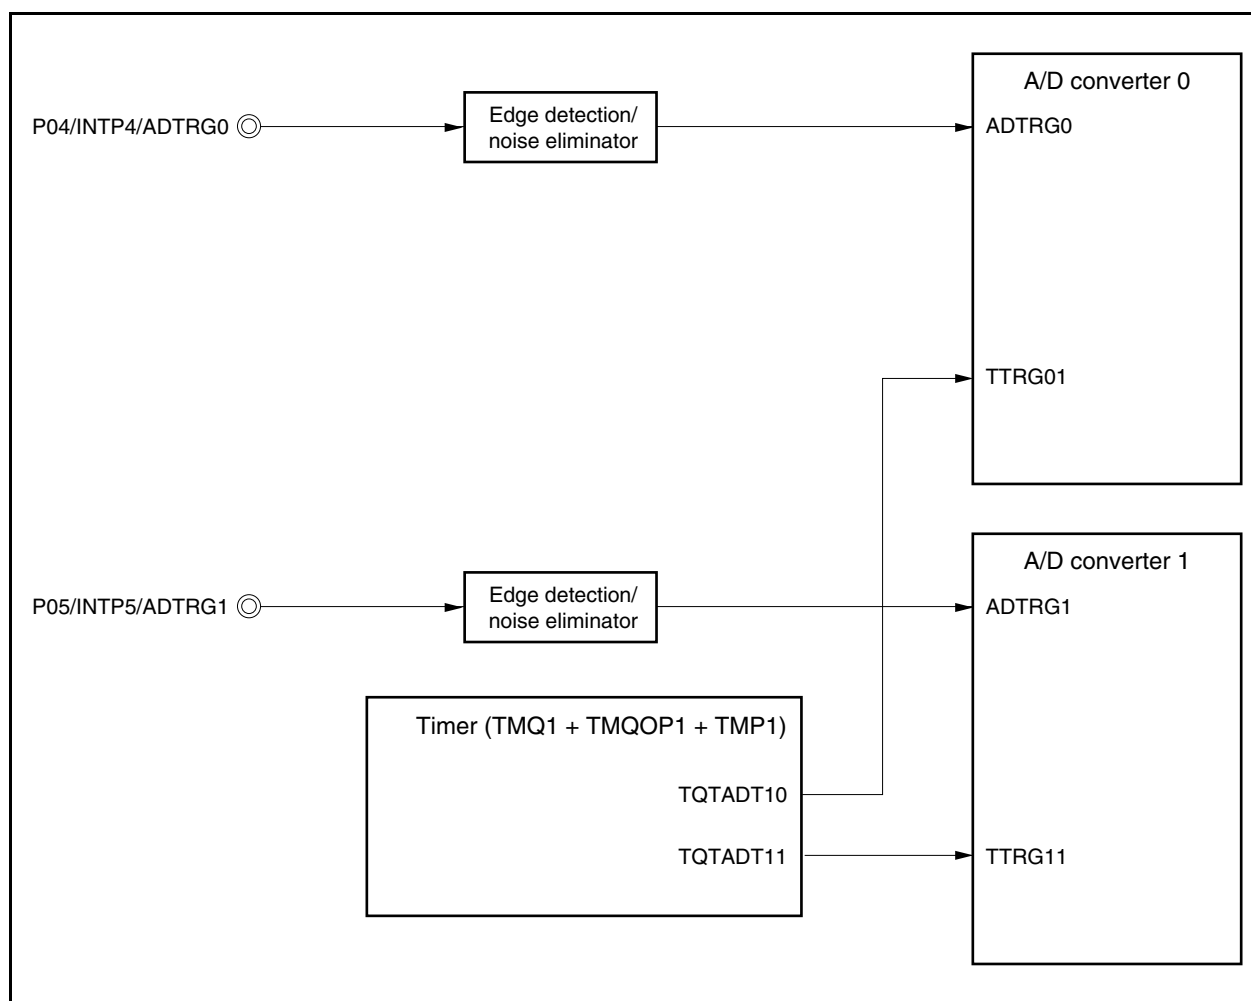 A/D converter 0
P04/INTP4/ADTRG0
Edge detection/
noise eliminator
ADTRG0
TTRG01
A/D converter 1
P05/INTP5/ADTRG1
Edge detection/
noise eliminator
ADTRG1
Timer (TMQ1 + TMQOP1 + TMP1)
TQTADT10
TQTADT11
TTRG11